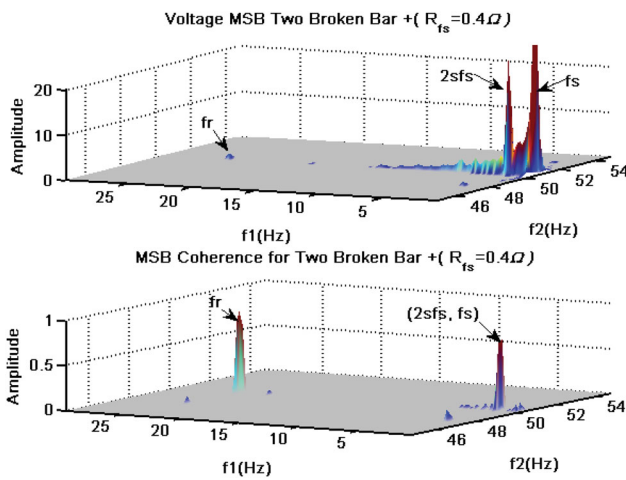 Voltage MSB Two Broken Bar +( R_fs=0.4Ω)
2sfs
fs
fr
20
10
0
Amplitude
25
20
15
10
5
f1(Hz)
46
48
50
52
54
f2(Hz)
MSB Coherence for Two Broken Bar +( R_fs=0.4Ω)
fr
(2sfs, fs)
1
0.5
0
Amplitude
25
20
15
10
5
f1(Hz)
46
48
50
52
54
f2(Hz)